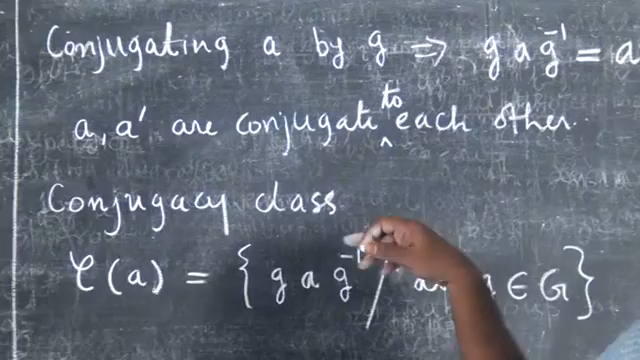 Conjugating a by g ⇒ g a g⁻¹ = a
a, a' are conjugate to each other.
Conjugacy class
C(a) = { g a g⁻¹ / ∈ G }